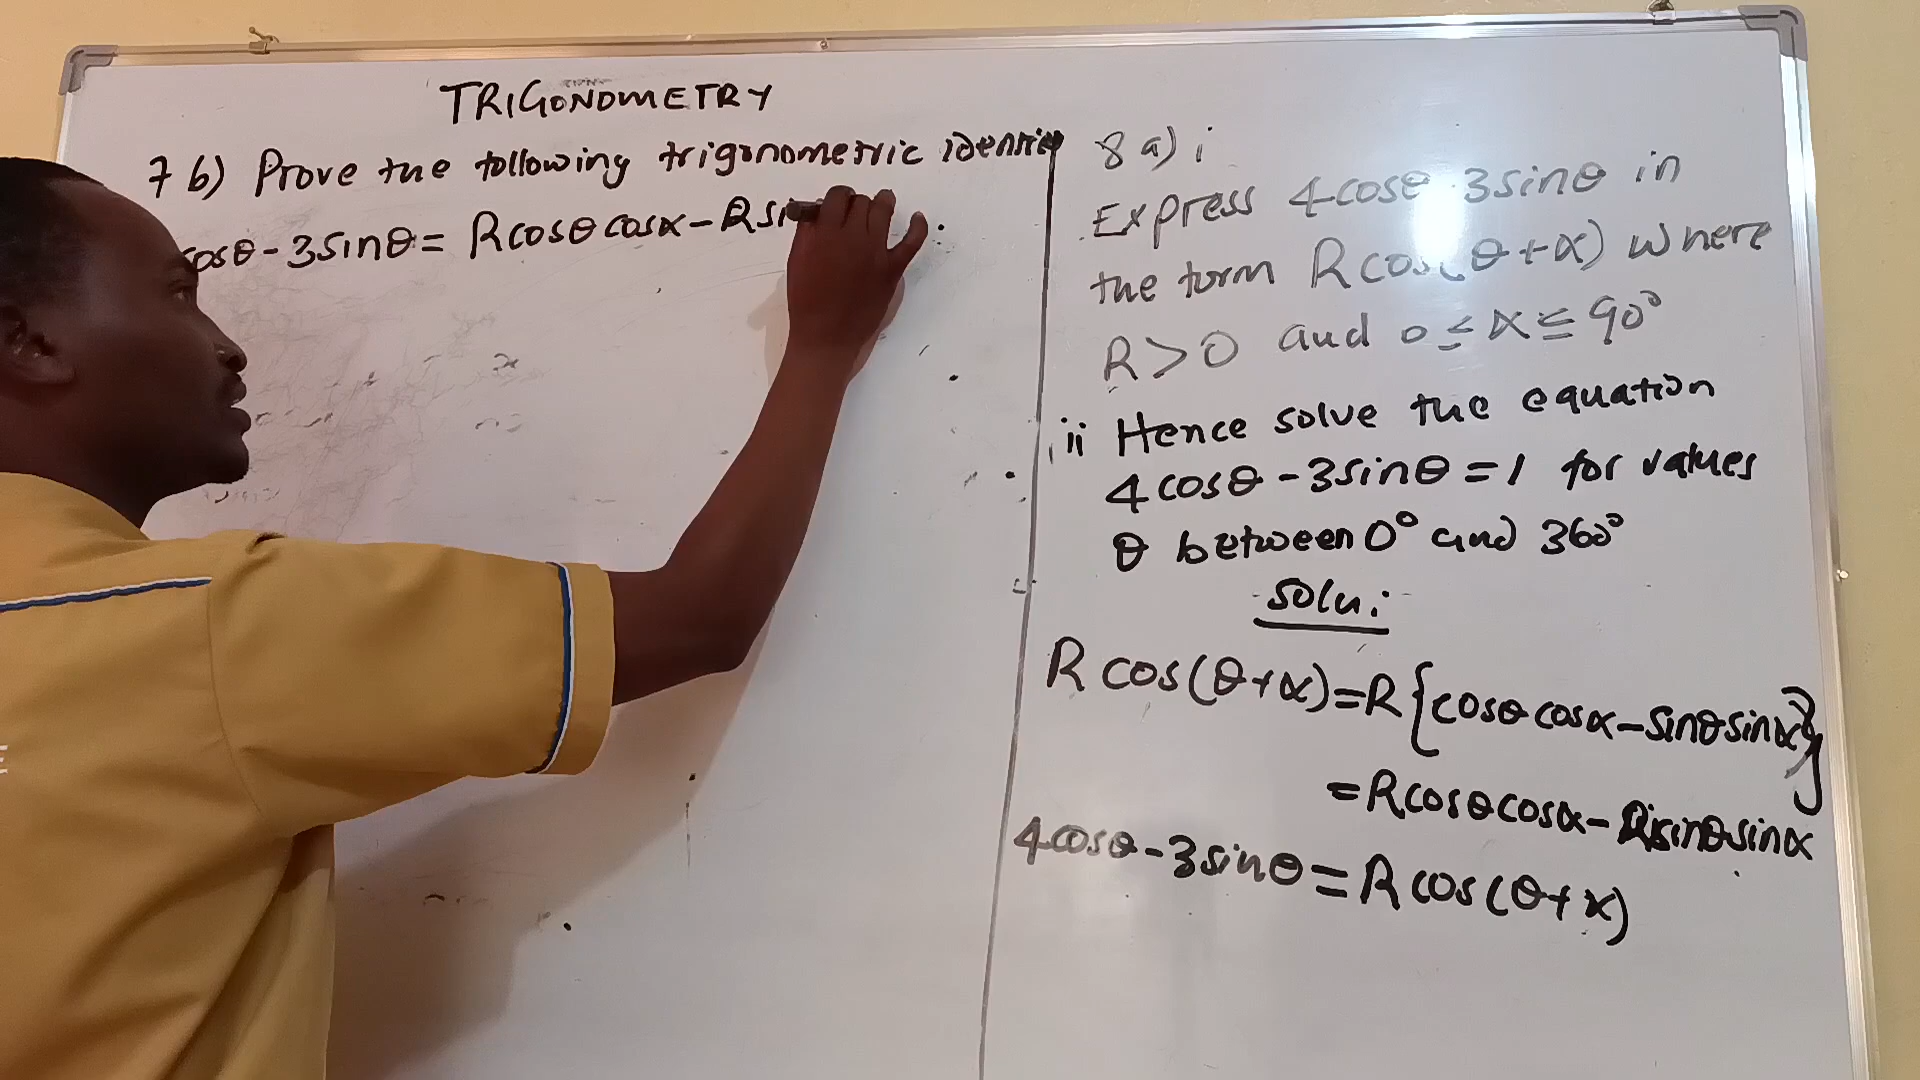 TRIGONOMETRY
7 b) Prove the following trigonometric identity
cosθ - 3sinθ = Rcosθcosα - Rsi
8 a) i
Express 4cosθ 3sinθ in
the form Rcos(θ+α) where
R>0 and 0≤α≤90°
ii Hence solve the equation
4cosθ - 3sinθ = 1 for values
θ between 0° and 360°
Solu:
R cos(θ+α) = R{cosθcosα - sinθsinα}
= Rcosθcosα - Rsinθsinα
4cosθ - 3sinθ = R cos(θ+α)